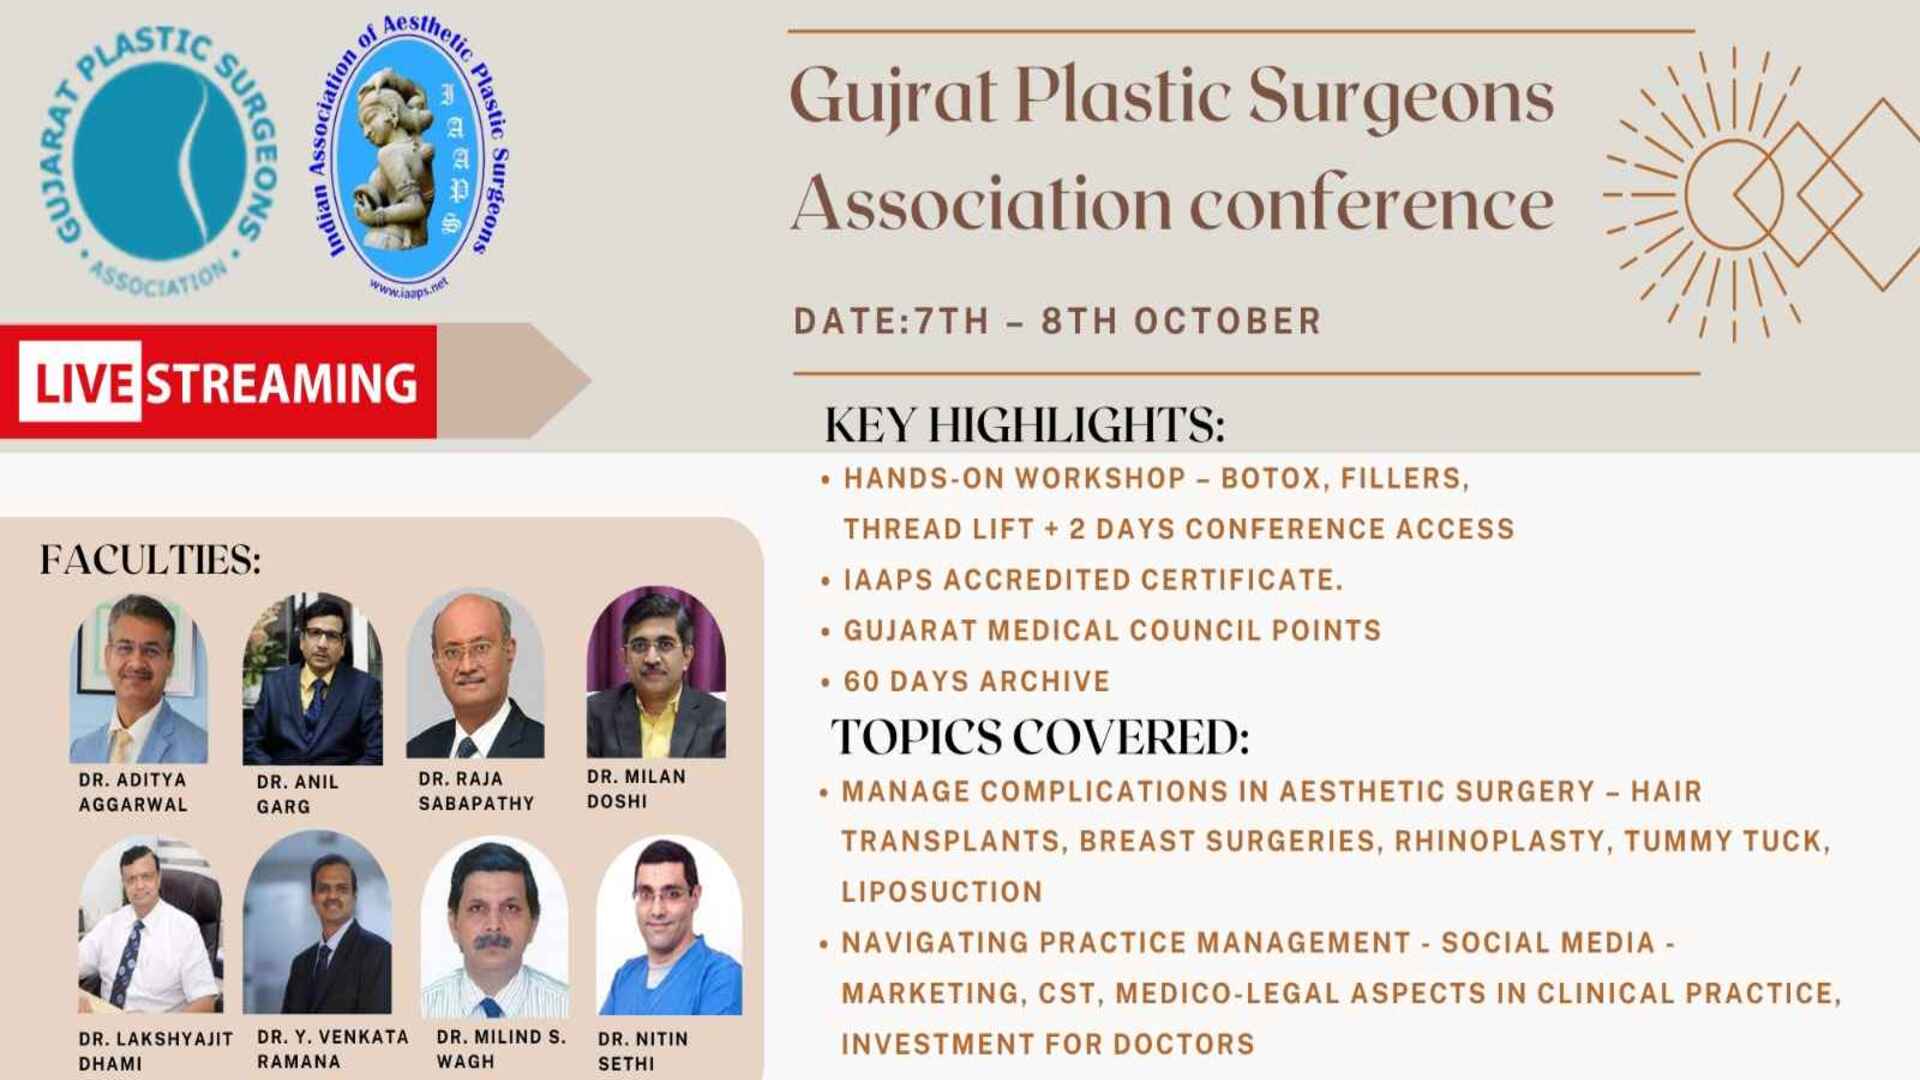 GUJARAT PLASTIC SURGEONS
• ASSOCIATION •
Indian Association of Aesthetic Plastic Surgeons
IAAPS
www.iaaps.net
LIVE STREAMING
Gujrat Plastic Surgeons
Association conference
DATE:7TH – 8TH OCTOBER
KEY HIGHLIGHTS:
• HANDS-ON WORKSHOP – BOTOX, FILLERS,
THREAD LIFT + 2 DAYS CONFERENCE ACCESS
• IAAPS ACCREDITED CERTIFICATE.
• GUJARAT MEDICAL COUNCIL POINTS
• 60 DAYS ARCHIVE
TOPICS COVERED:
• MANAGE COMPLICATIONS IN AESTHETIC SURGERY – HAIR
TRANSPLANTS, BREAST SURGERIES, RHINOPLASTY, TUMMY TUCK,
LIPOSUCTION
• NAVIGATING PRACTICE MANAGEMENT - SOCIAL MEDIA -
MARKETING, CST, MEDICO-LEGAL ASPECTS IN CLINICAL PRACTICE,
INVESTMENT FOR DOCTORS
FACULTIES:
DR. ADITYA
AGGARWAL
DR. ANIL
GARG
DR. RAJA
SABAPATHY
DR. MILAN
DOSHI
DR. LAKSHYAJIT
DHAMI
DR. Y. VENKATA
RAMANA
DR. MILIND S.
WAGH
DR. NITIN
SETHI